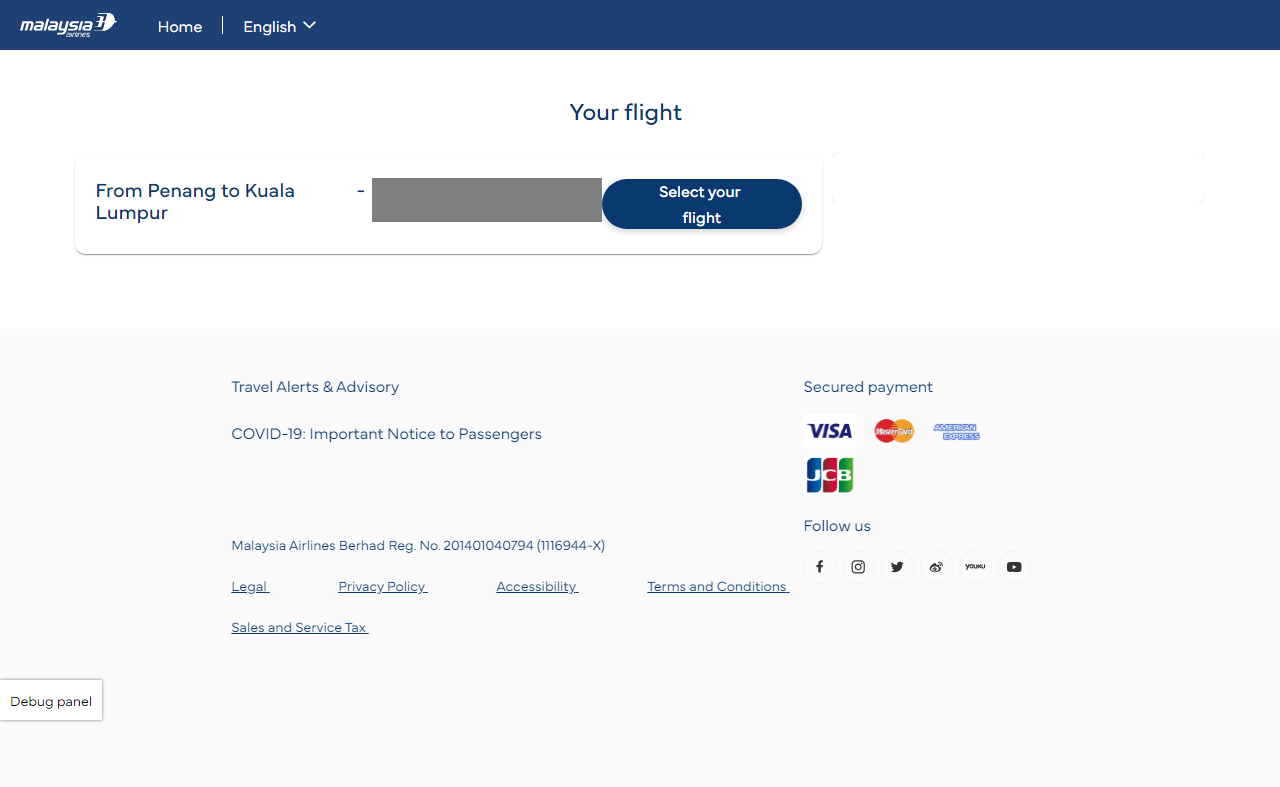 malaysia
airlines
Home
English
Your flight
From Penang to Kuala
Lumpur
-
Select your
flight
Travel Alerts & Advisory
COVID-19: Important Notice to Passengers
Malaysia Airlines Berhad Reg. No. 201401040794 (1116944-X)
Legal
Privacy Policy
Accessibility
Terms and Conditions
Sales and Service Tax
Secured payment
VISA
MasterCard
AMERICAN
EXPRESS
JCB
Follow us
YOUKU
Debug panel